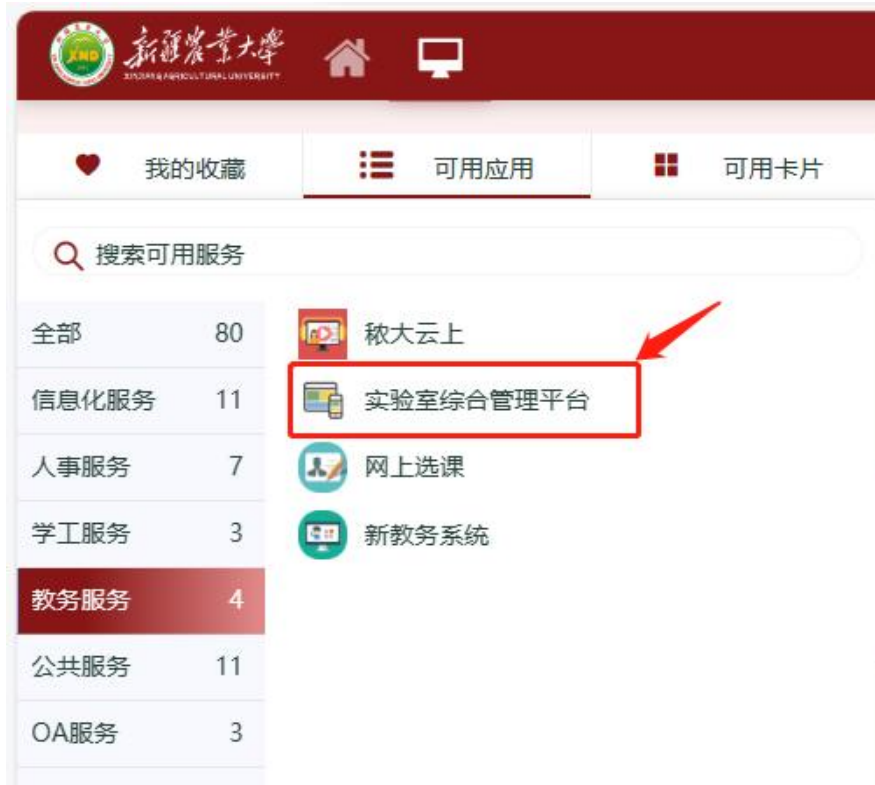 XND
新疆农业大学
XINJIANG AGRICULTURAL UNIVERSITY
我的收藏 可用应用 可用卡片
搜索可用服务
全部 80
信息化服务 11
人事服务 7
学工服务 3
教务服务 4
公共服务 11
OA服务 3
秾大云上
实验室综合管理平台
网上选课
新教务系统